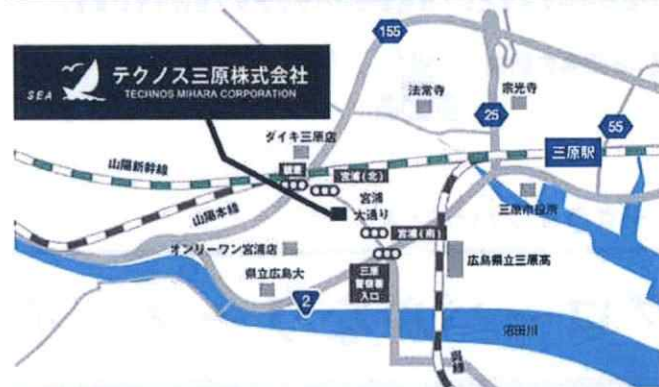 155
SEA
テクノス三原株式会社
TECHNOS MIHARA CORPORATION
法常寺
宗光寺
25
55
ダイキ三原店
三原駅
山陽新幹線
宮浦(北)
山陽本線
宮浦
大通り
三原市役所
宮浦(南)
オンリーワン宮浦店
広島県立三原高
県立広島大
三原
警察署
入口
2
沼田川
呉線